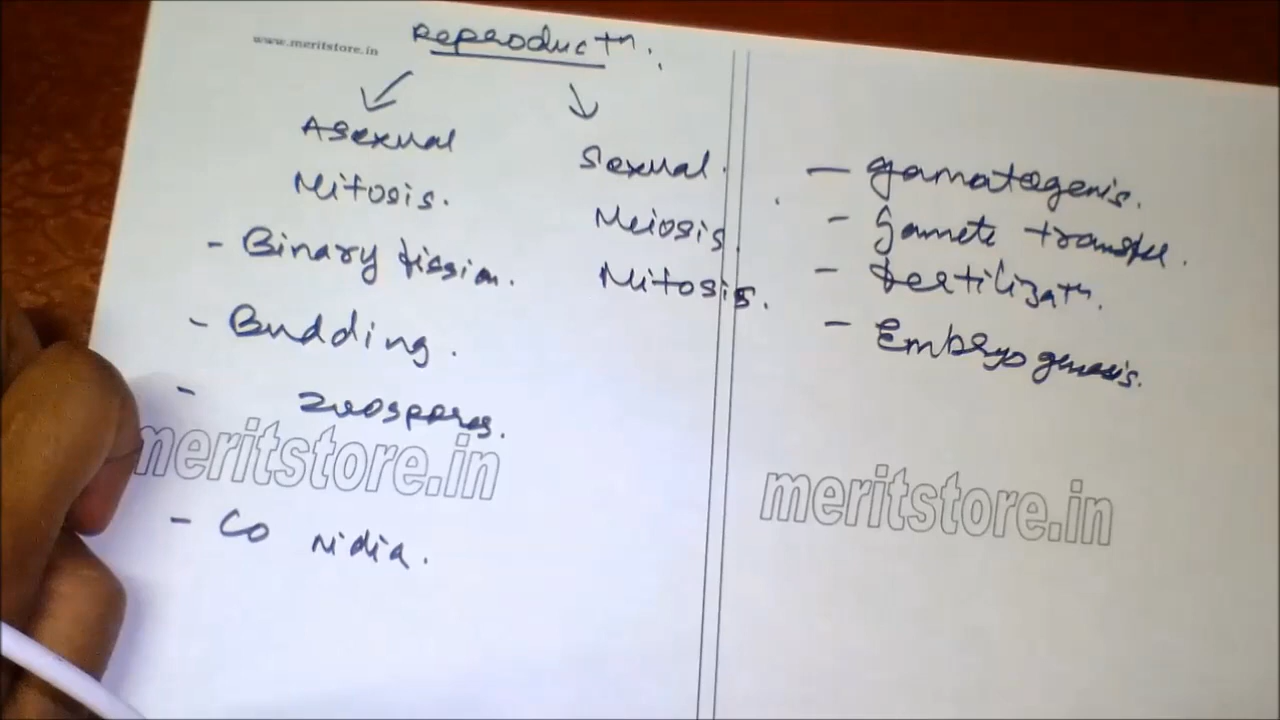 www.meritstore.in
Reproductn.
Asexual
Mitosis.
- Binary fission.
- Budding.
- Zoospores.
meritstore.in
- Co nidia.
Sexual.
Meiosis
Mitosis.
- Gamatogenis.
- Gamete transfer.
- Fertilizatn.
- Embryogenesis.
meritstore.in